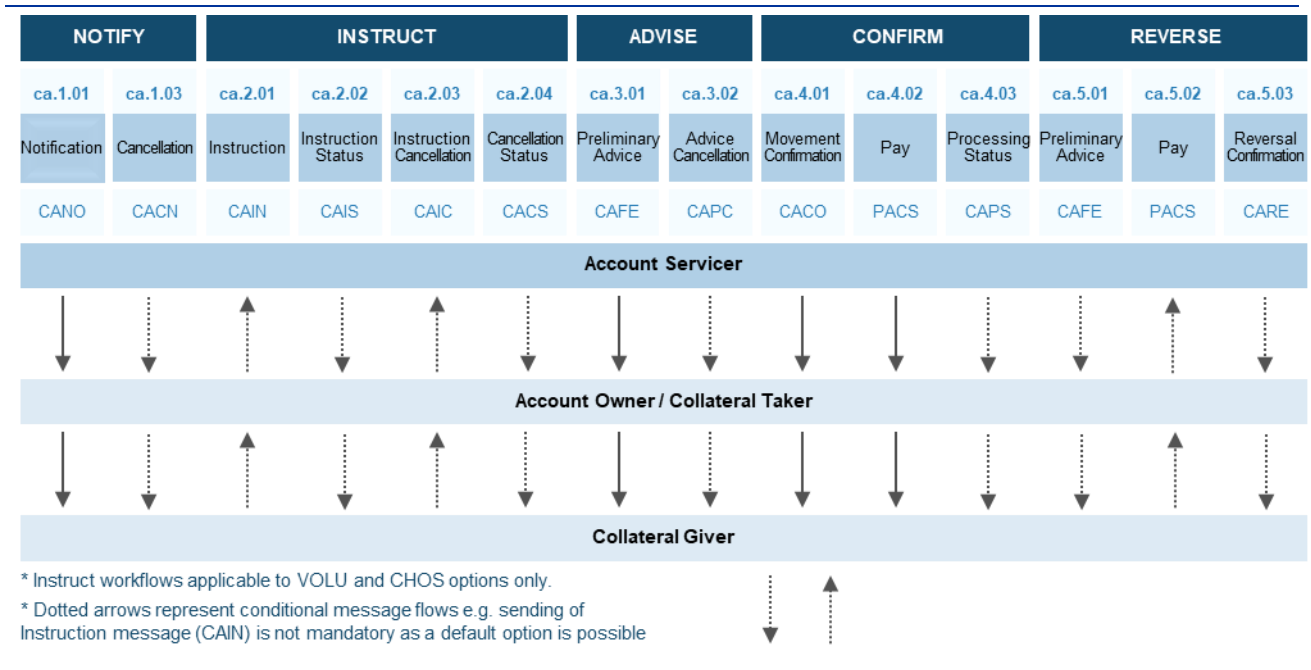 NOTIFY INSTRUCT ADVISE CONFIRM REVERSE
ca.1.01 ca.1.03 ca.2.01 ca.2.02 ca.2.03 ca.2.04 ca.3.01 ca.3.02 ca.4.01 ca.4.02 ca.4.03 ca.5.01 ca.5.02 ca.5.03
Notification Cancellation Instruction Instruction Status Instruction Cancellation Cancellation Status Preliminary Advice Advice Cancellation Movement Confirmation Pay Processing Status Preliminary Advice Pay Reversal Confirmation
CANO CACN CAIN CAIS CAIC CACS CAFE CAPC CACO PACS CAPS CAFE PACS CARE
Account Servicer
Account Owner / Collateral Taker
Collateral Giver
* Instruct workflows applicable to VOLU and CHOS options only.
* Dotted arrows represent conditional message flows e.g. sending of
Instruction message (CAIN) is not mandatory as a default option is possible